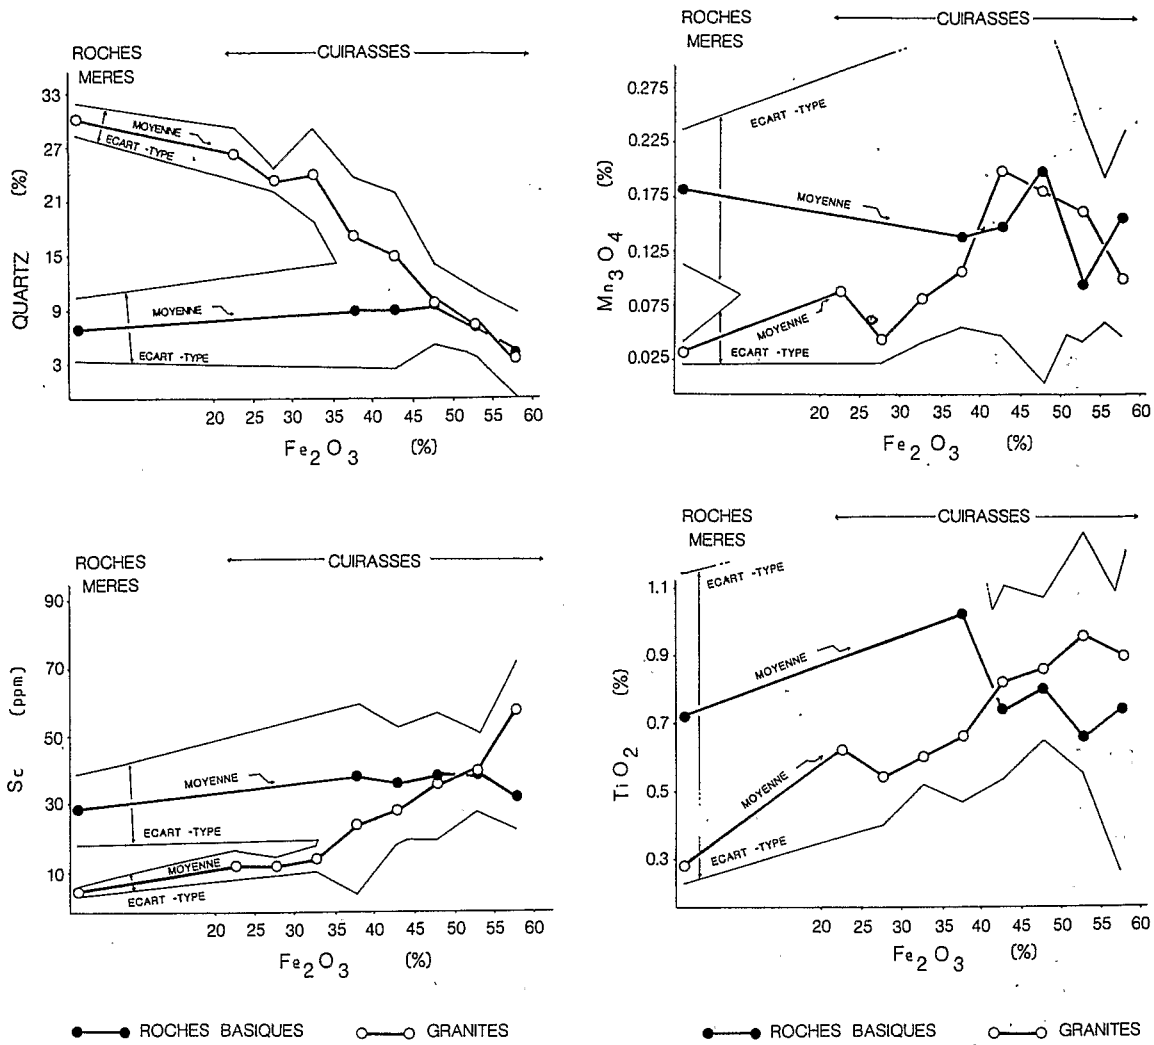 ROCHES
MERES
CUIRASSES
QUARTZ (%)
33
27
21
15
9
3
MOYENNE
ECART -TYPE
MOYENNE
ECART -TYPE
20 25 30 35 40 45 50 55 60
Fe2O3 (%)
ROCHES
MERES
CUIRASSES
Mn3O4 (%)
0.275
0.225
0.175
0.125
0.075
0.025
ECART -TYPE
MOYENNE
MOYENNE
ECART -TYPE
20 25 30 35 40 45 50 55 60
Fe2O3 (%)
ROCHES
MERES
CUIRASSES
Sc (ppm)
90
70
50
30
10
MOYENNE
ECART -TYPE
MOYENNE
ECART -TYPE
20 25 30 35 40 45 50 55 60
Fe2O3 (%)
ROCHES
MERES
CUIRASSES
TiO2 (%)
1.1
0.9
0.7
0.5
0.3
ECART -TYPE
MOYENNE
MOYENNE
ECART -TYPE
20 25 30 35 40 45 50 55 60
Fe2O3 (%)
ROCHES BASIQUES GRANITES
ROCHES BASIQUES GRANITES